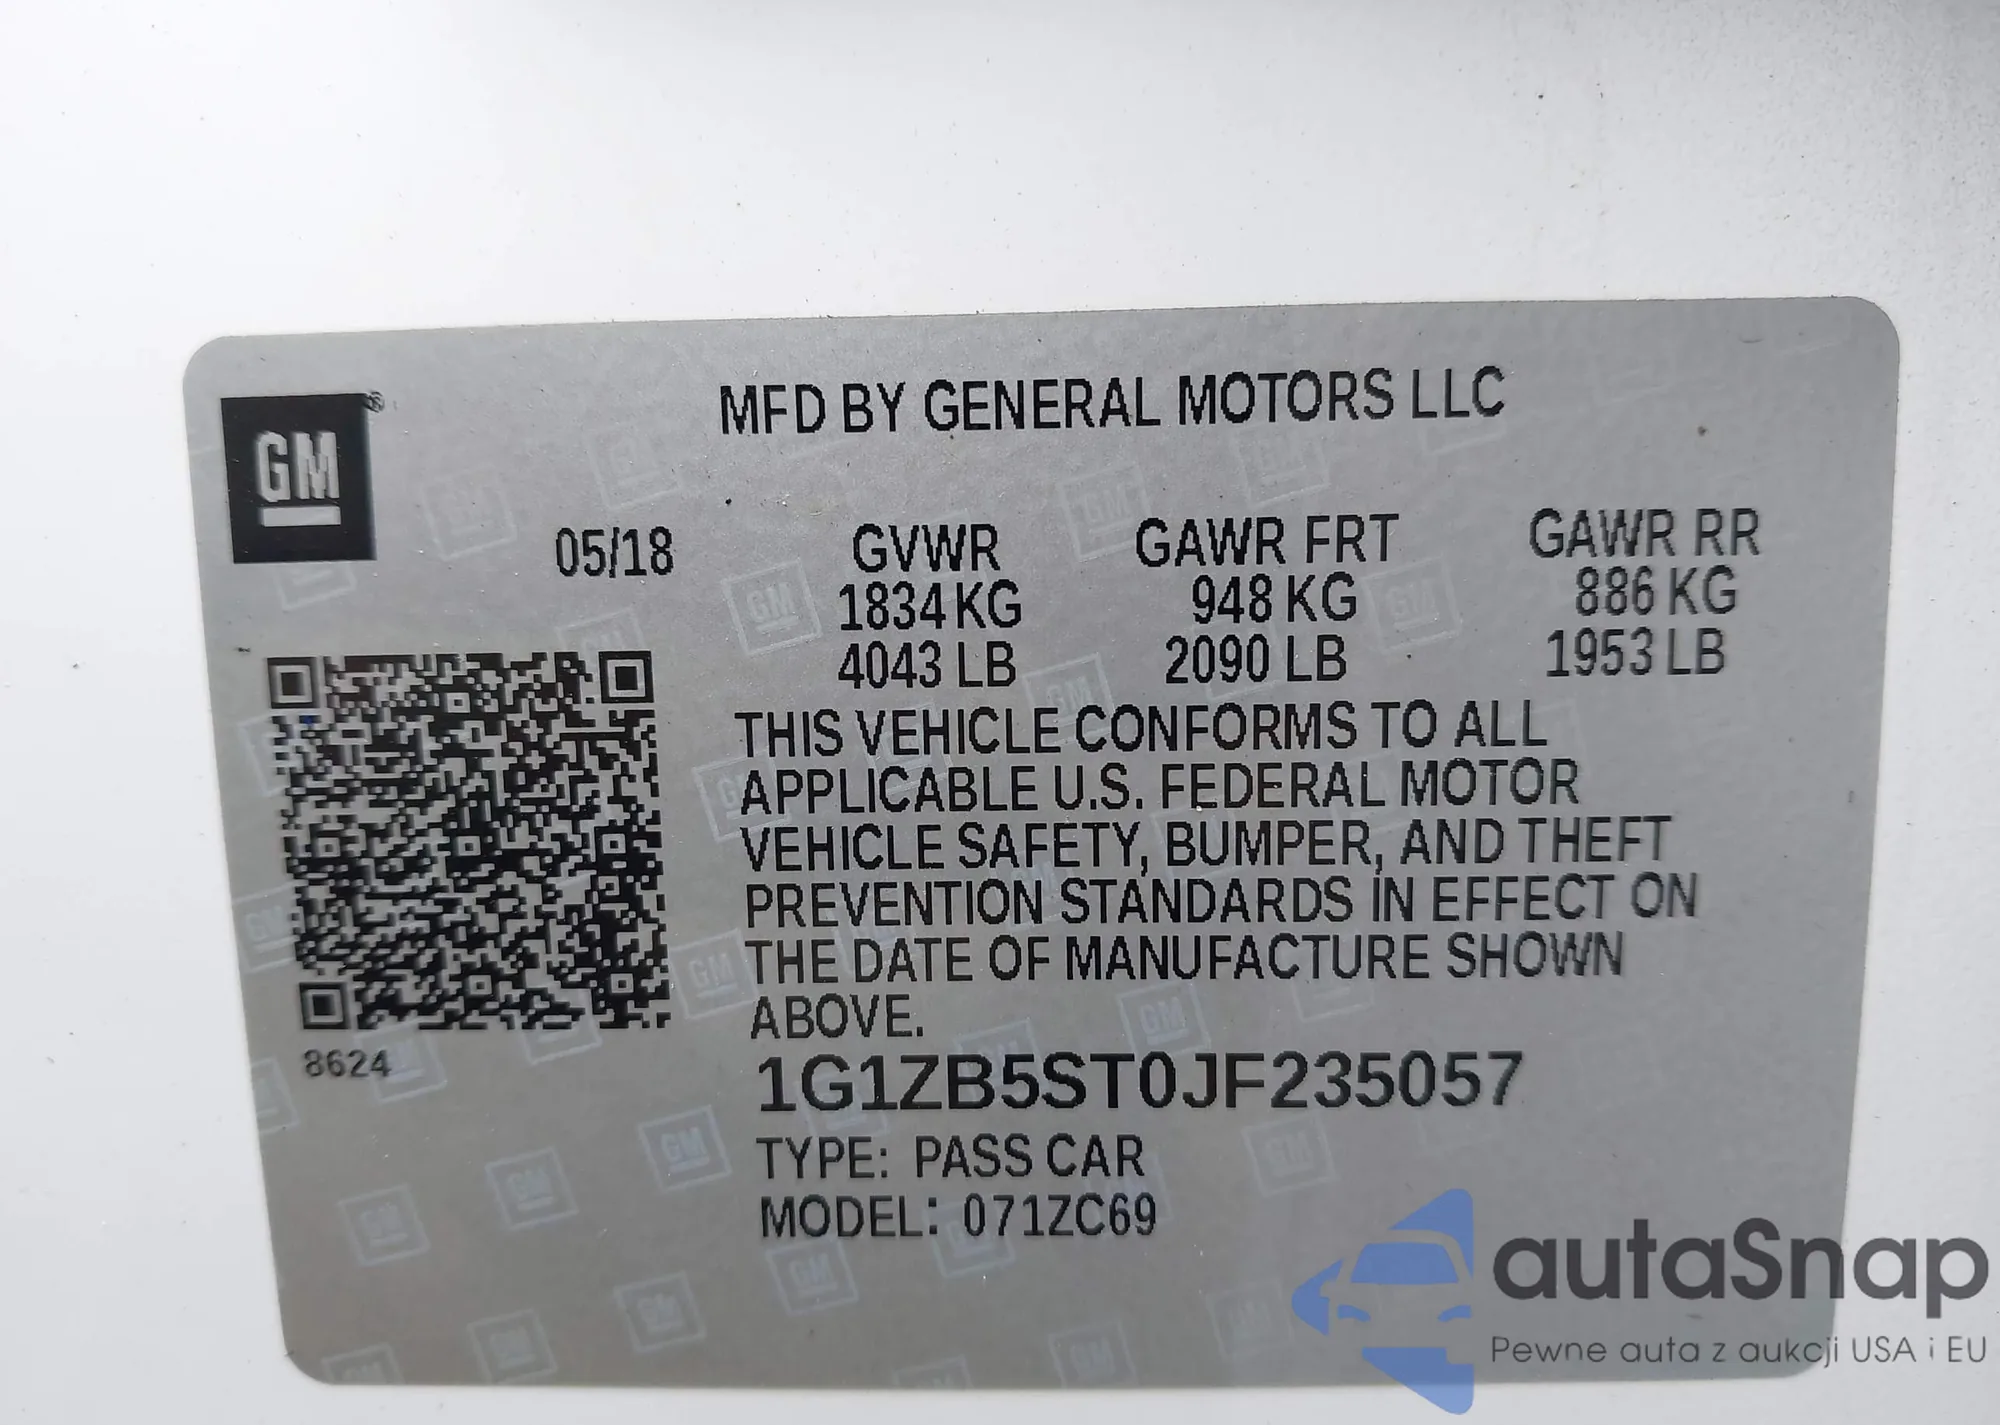 GM®
MFD BY GENERAL MOTORS LLC
05/18 GVWR GAWR FRT GAWR RR
1834 KG 948 KG 886 KG
4043 LB 2090 LB 1953 LB
THIS VEHICLE CONFORMS TO ALL
APPLICABLE U.S. FEDERAL MOTOR
VEHICLE SAFETY, BUMPER, AND THEFT
PREVENTION STANDARDS IN EFFECT ON
THE DATE OF MANUFACTURE SHOWN
ABOVE.
8624
1G1ZB5ST0JF235057
TYPE: PASS CAR
MODEL: 071ZC69
autaSnap
Pewne auta z aukcji USA i EU